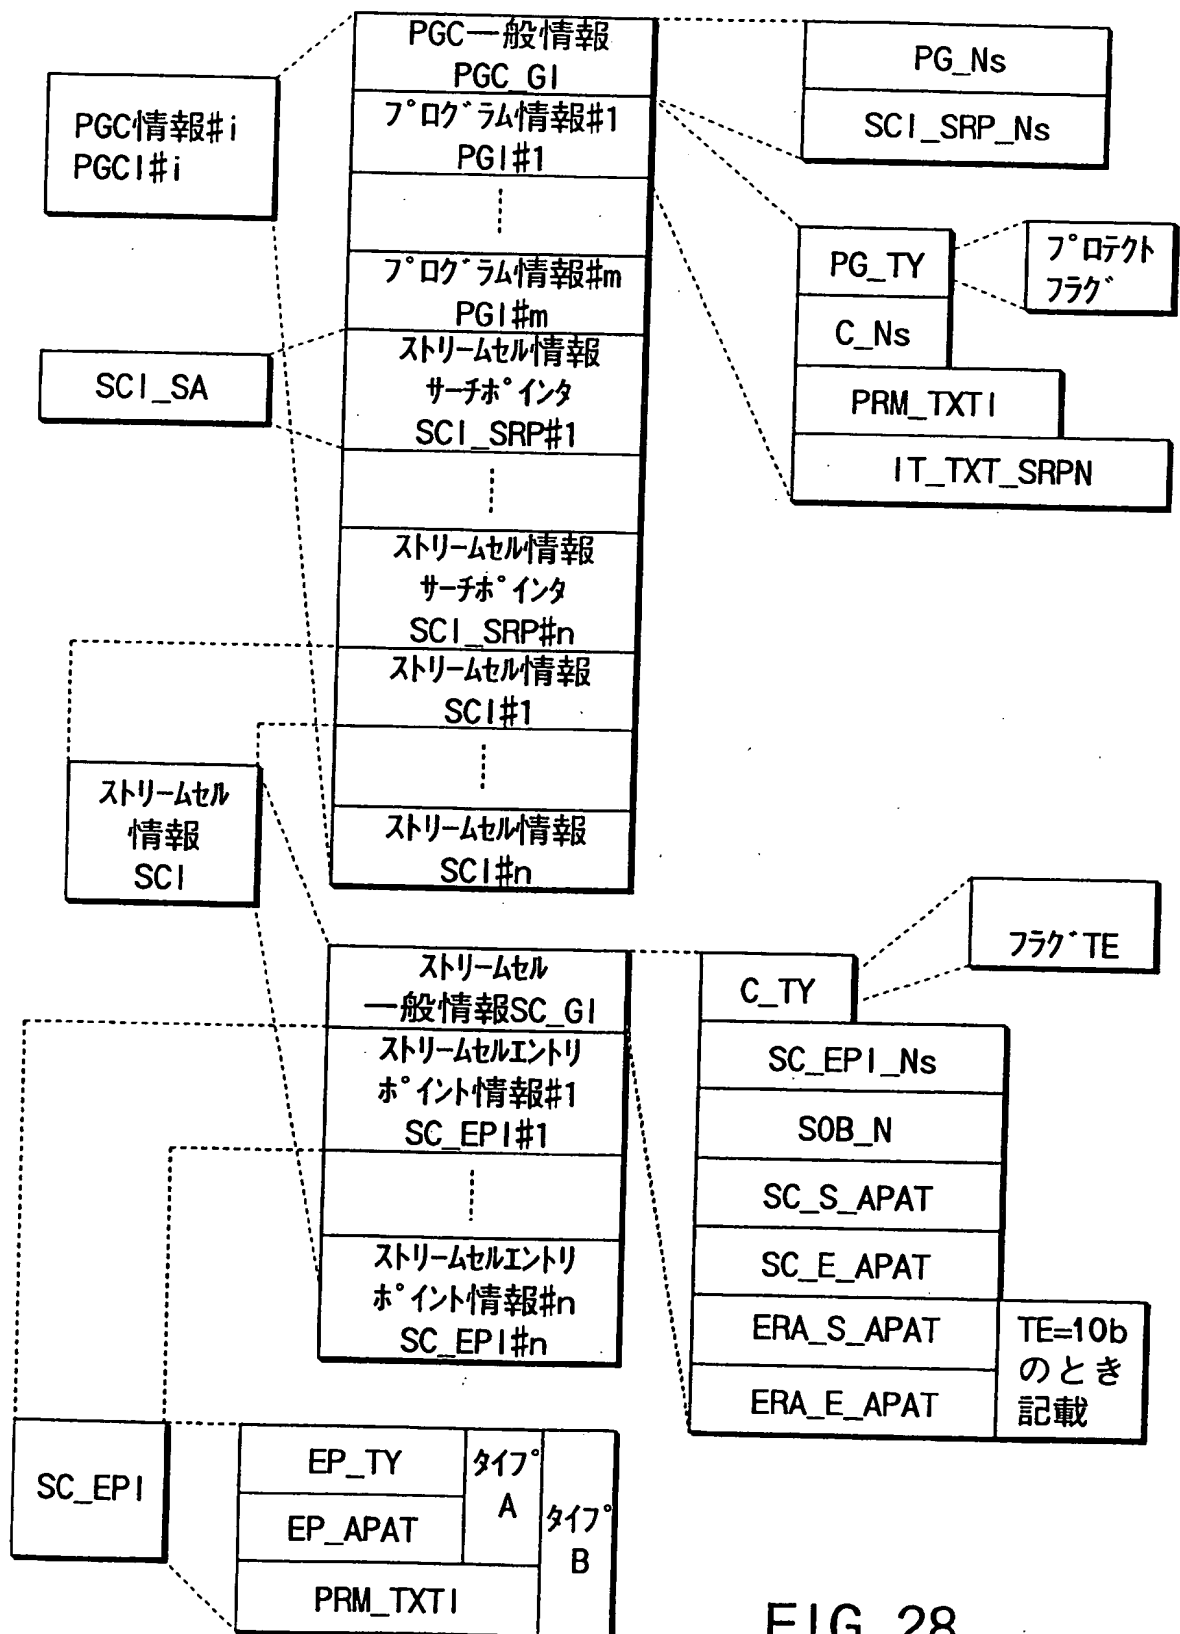 PGC一般情報
PGC_GI
プログラム情報#1
PGI#1
プログラム情報#m
PGI#m
ストリームセル情報
サーチポインタ
SCI_SRP#1
ストリームセル情報
サーチポインタ
SCI_SRP#n
ストリームセル情報
SCI#1
ストリームセル情報
SCI#n
PGC情報#i
PGCI#i
SCI_SA
PG_Ns
SCI_SRP_Ns
PG_TY
C_Ns
PRM_TXTI
IT_TXT_SRPN
プロテクト
フラグ
ストリームセル
情報
SCI
ストリームセル
一般情報SC_GI
ストリームセルエントリ
ポイント情報#1
SC_EPI#1
ストリームセルエントリ
ポイント情報#n
SC_EPI#n
C_TY
SC_EPI_Ns
SOB_N
SC_S_APAT
SC_E_APAT
ERA_S_APAT
ERA_E_APAT
フラグTE
TE=10b
のとき
記載
SC_EPI
EP_TY
EP_APAT
PRM_TXTI
タイプ
A
タイプ
B
FIG. 28